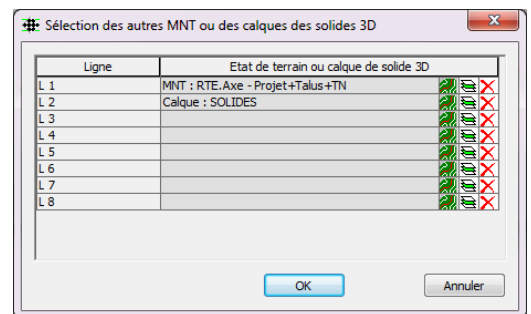 Sélection des autres MNT ou des calques des solides 3D
Ligne Etat de terrain ou calque de solide 3D
L 1 MNT : RTE.Axe - Projet+Talus+TN
L 2 Calque : SOLIDES
L 3
L 4
L 5
L 6
L 7
L 8
OK Annuler